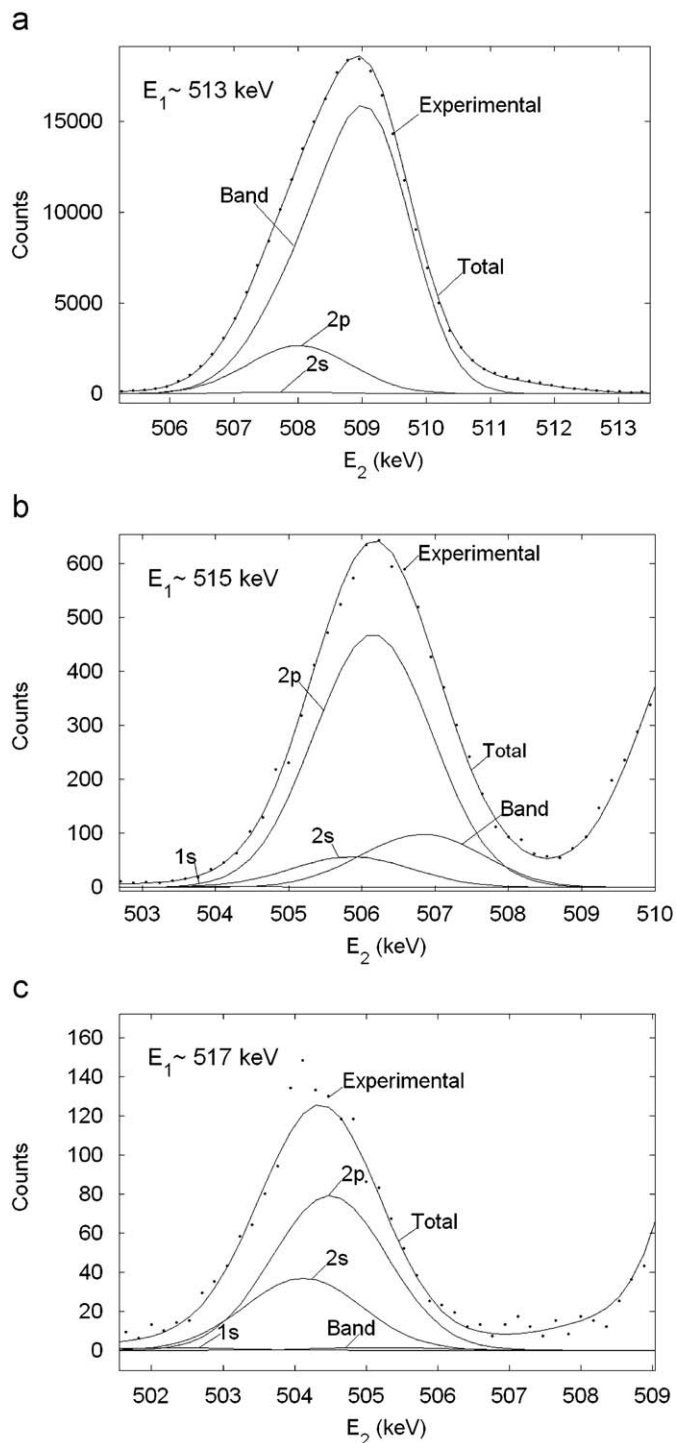 a
E₁~ 513 keV
Experimental
15000
Band
10000
Counts
Total
5000
2p
2s
0
506 507 508 509 510 511 512 513
E₂ (keV)
b
600
E₁~ 515 keV
Experimental
500
2p
400
Counts
300
Total
200
Band
100
2s
1s
0
503 504 505 506 507 508 509 510
E₂ (keV)
c
160
E₁~ 517 keV
140
Experimental
120
100
2p
Counts
80
Total
60
2s
40
20
1s
Band
0
502 503 504 505 506 507 508 509
E₂ (keV)